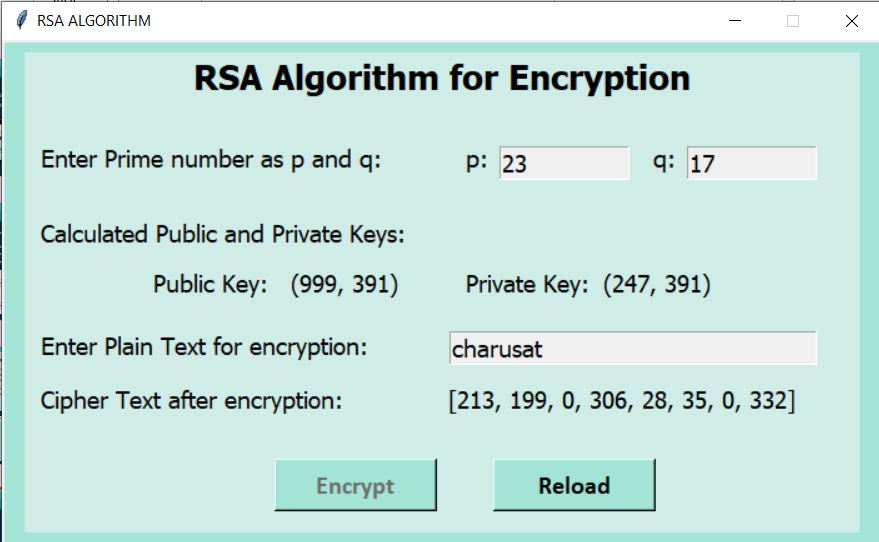 RSA ALGORITHM
RSA Algorithm for Encryption
Enter Prime number as p and q: p: 23 q: 17
Calculated Public and Private Keys:
Public Key: (999, 391) Private Key: (247, 391)
Enter Plain Text for encryption: charusat
Cipher Text after encryption: [213, 199, 0, 306, 28, 35, 0, 332]
Encrypt Reload